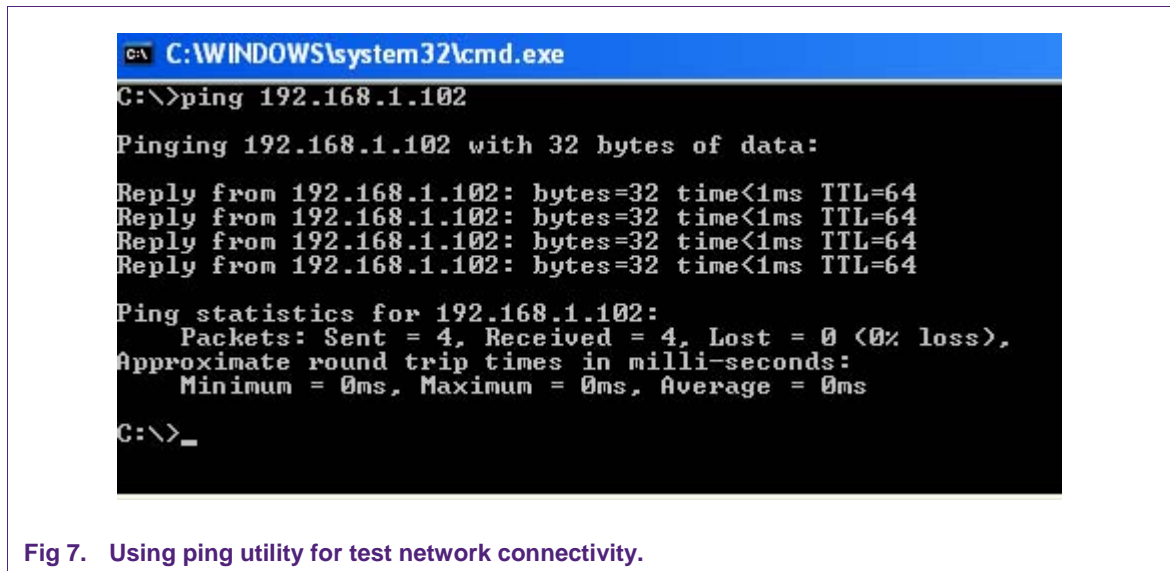 C:\WINDOWS\system32\cmd.exe
C:\>ping 192.168.1.102
Pinging 192.168.1.102 with 32 bytes of data:
Reply from 192.168.1.102: bytes=32 time<1ms TTL=64
Reply from 192.168.1.102: bytes=32 time<1ms TTL=64
Reply from 192.168.1.102: bytes=32 time<1ms TTL=64
Reply from 192.168.1.102: bytes=32 time<1ms TTL=64
Ping statistics for 192.168.1.102:
Packets: Sent = 4, Received = 4, Lost = 0 (0% loss),
Approximate round trip times in milli-seconds:
Minimum = 0ms, Maximum = 0ms, Average = 0ms
C:\>_
Fig 7. Using ping utility for test network connectivity.